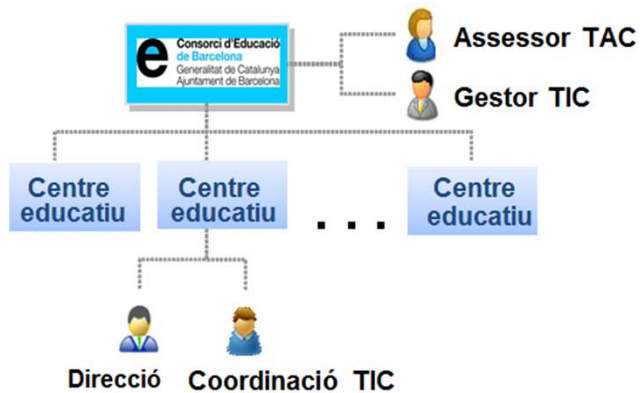 e
Consorci d'Educació
de Barcelona
Generalitat de Catalunya
Ajuntament de Barcelona
Assessor TAC
Gestor TIC
Centre
educatiu
Centre
educatiu
. . .
Centre
educatiu
Direcció
Coordinació TIC